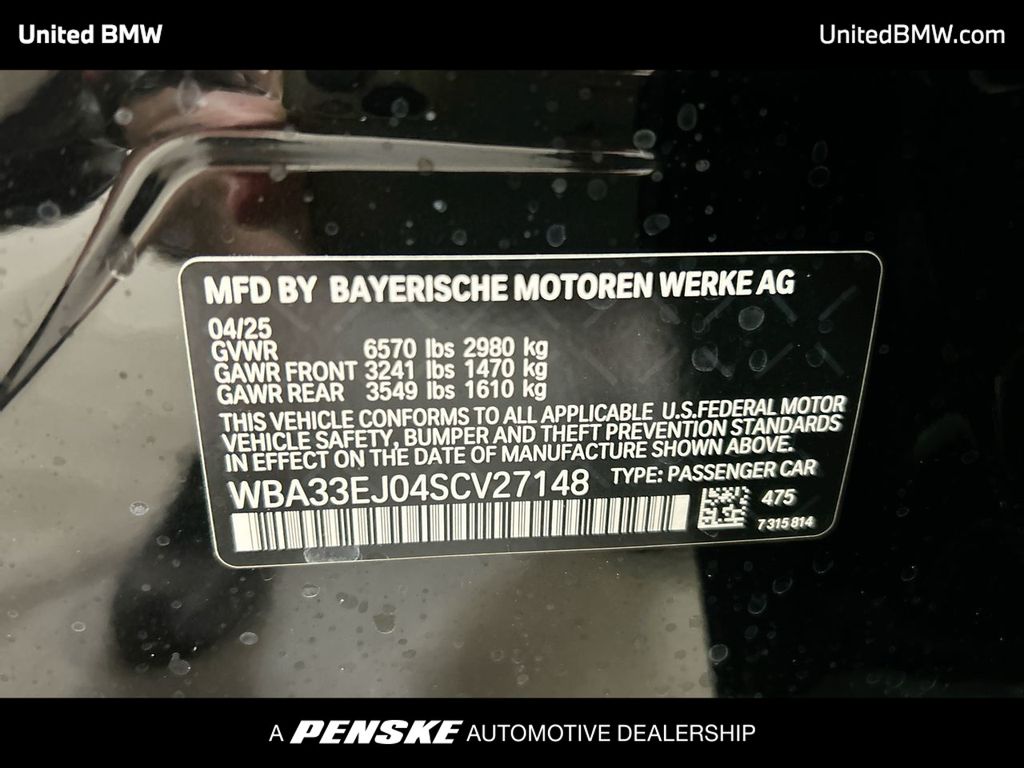 United BMW
UnitedBMW.com
MFD BY BAYERISCHE MOTOREN WERKE AG
04/25
GVWR 6570 lbs 2980 kg
GAWR FRONT 3241 lbs 1470 kg
GAWR REAR 3549 lbs 1610 kg
THIS VEHICLE CONFORMS TO ALL APPLICABLE U.S.FEDERAL MOTOR
VEHICLE SAFETY, BUMPER AND THEFT PREVENTION STANDARDS
IN EFFECT ON THE DATE OF MANUFACTURE SHOWN ABOVE.
WBA33EJ04SCV27148 TYPE: PASSENGER CAR
475
7315814
A PENSKE AUTOMOTIVE DEALERSHIP